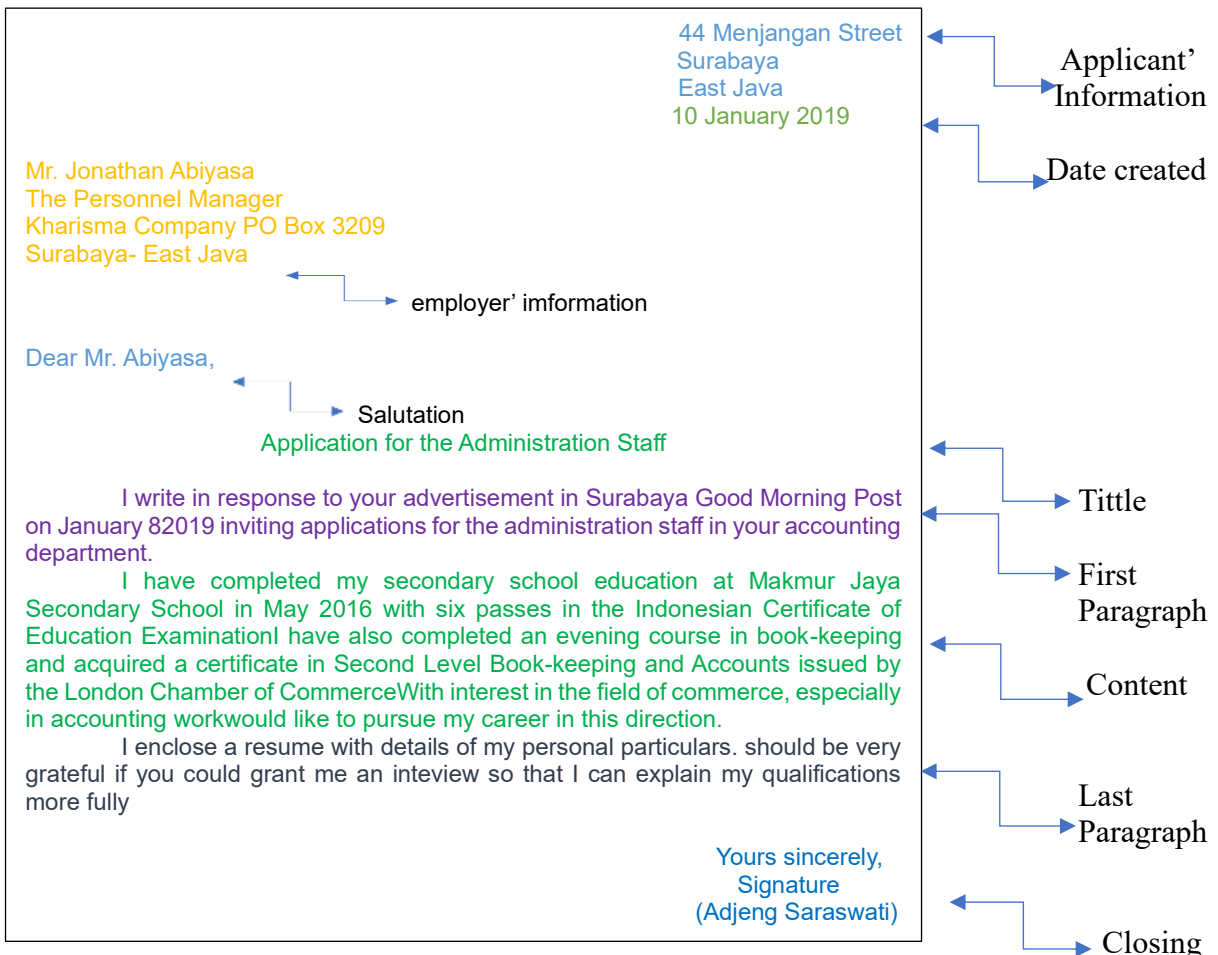 44 Menjangan Street
Surabaya
East Java
10 January 2019
Applicant’
Information
Date created
Mr. Jonathan Abiyasa
The Personnel Manager
Kharisma Company PO Box 3209
Surabaya- East Java
employer’ imformation
Dear Mr. Abiyasa,
Salutation
Application for the Administration Staff
Tittle
I write in response to your advertisement in Surabaya Good Morning Post
on January 82019 inviting applications for the administration staff in your accounting
department.
First
Paragraph
I have completed my secondary school education at Makmur Jaya
Secondary School in May 2016 with six passes in the Indonesian Certificate of
Education ExaminationI have also completed an evening course in book-keeping
and acquired a certificate in Second Level Book-keeping and Accounts issued by
the London Chamber of CommerceWith interest in the field of commerce, especially
in accounting workwould like to pursue my career in this direction.
Content
I enclose a resume with details of my personal particulars. should be very
grateful if you could grant me an inteview so that I can explain my qualifications
more fully
Last
Paragraph
Yours sincerely,
Signature
(Adjeng Saraswati)
Closing